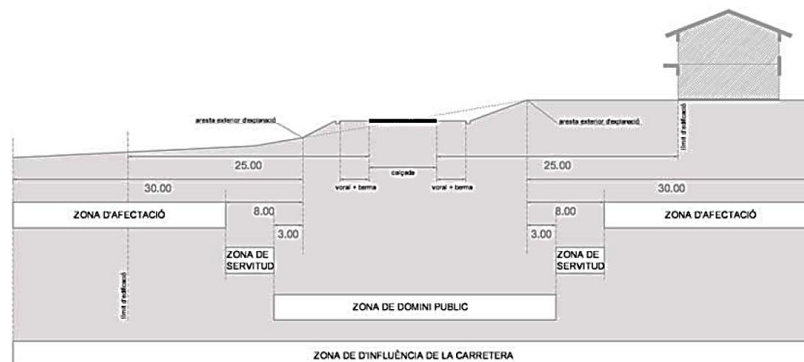 aresta exterior d'explanació
aresta exterior d'explanació
límit d'edificació
25.00
calçada
25.00
30.00
voral + berma
voral + berma
30.00
ZONA D'AFECTACIÓ
8.00
8.00
ZONA D'AFECTACIÓ
3.00
3.00
ZONA DE
SERVITUD
ZONA DE
SERVITUD
límit d'edificació
ZONA DE DOMINI PUBLIC
ZONA DE D'INFLUÈNCIA DE LA CARRETERA